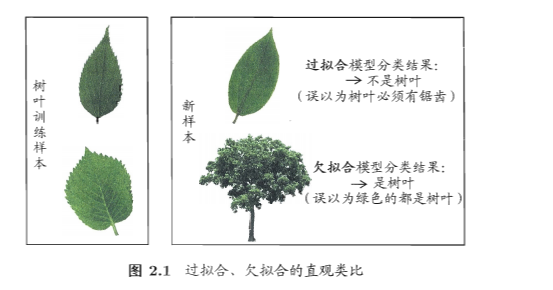 树叶训练样本
新样本
过拟合模型分类结果：
→不是树叶
（误以为树叶必须有锯齿）
欠拟合模型分类结果：
→是树叶
（误以为绿色的都是树叶）
图 2.1 过拟合、欠拟合的直观类比